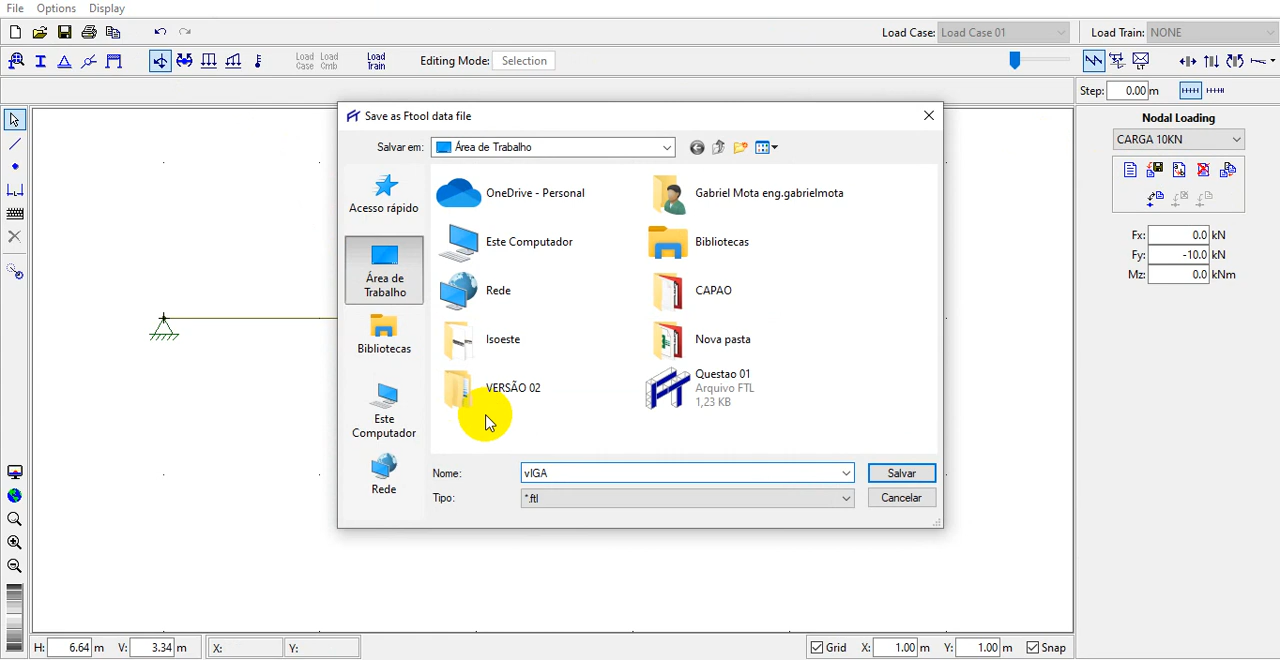 File Options Display
Load Case: Load Case 01 Load Train: NONE
Load Case Load Cmb Load Train Editing Mode: Selection
Step: 0.00 m
Save as Ftool data file
Salvar em: Área de Trabalho
Acesso rápido
Área de Trabalho
Bibliotecas
Este Computador
Rede
OneDrive - Personal
Gabriel Mota eng.gabrielmota
Este Computador
Bibliotecas
Rede
CAPAO
Isoeste
Nova pasta
VERSÃO 02
Questao 01
Arquivo FTL
1,23 KB
Nome: vIGA Salvar
Tipo: *.ftl Cancelar
Nodal Loading
CARGA 10KN
Fx: 0.0 kN
Fy: -10.0 kN
Mz: 0.0 kNm
H: 6.64 m V: 3.34 m X: Y: Grid X: 1.00 m Y: 1.00 m Snap